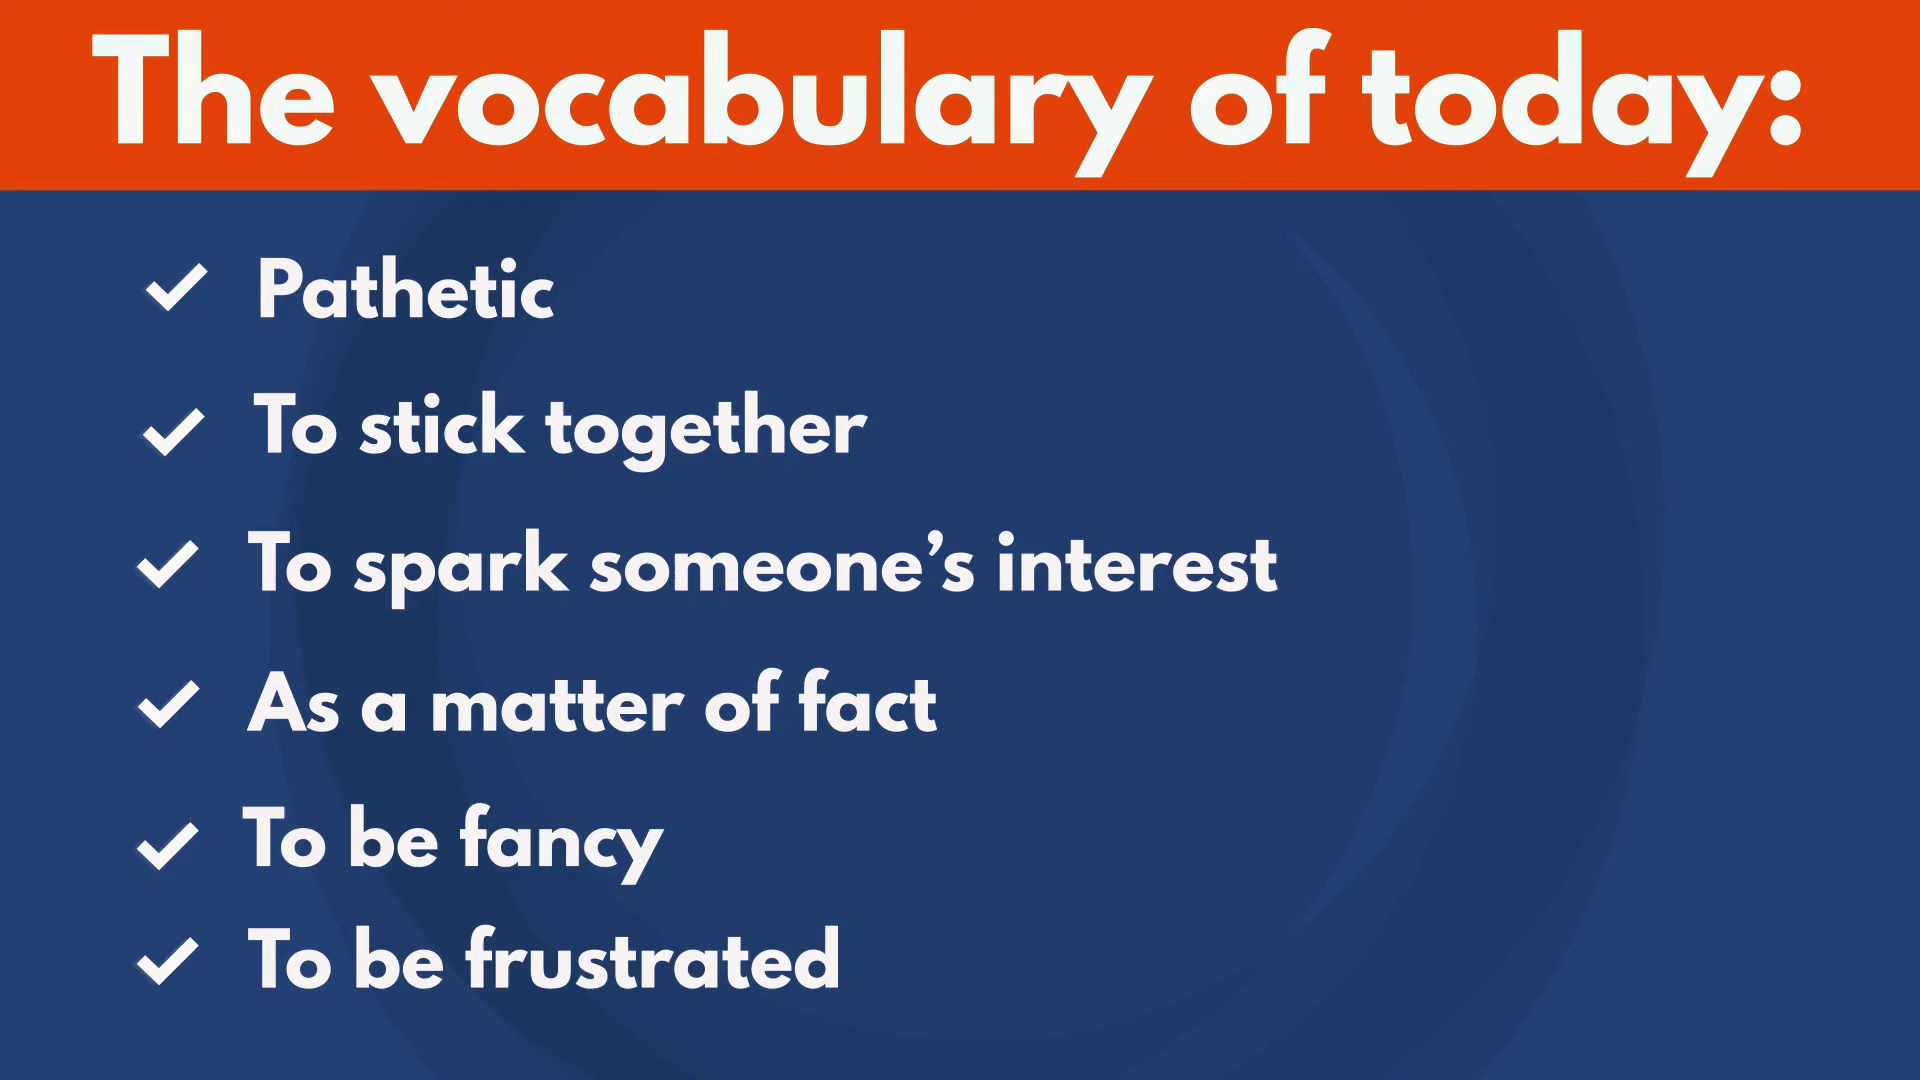 The vocabulary of today:
Pathetic
To stick together
To spark someone’s interest
As a matter of fact
To be fancy
To be frustrated